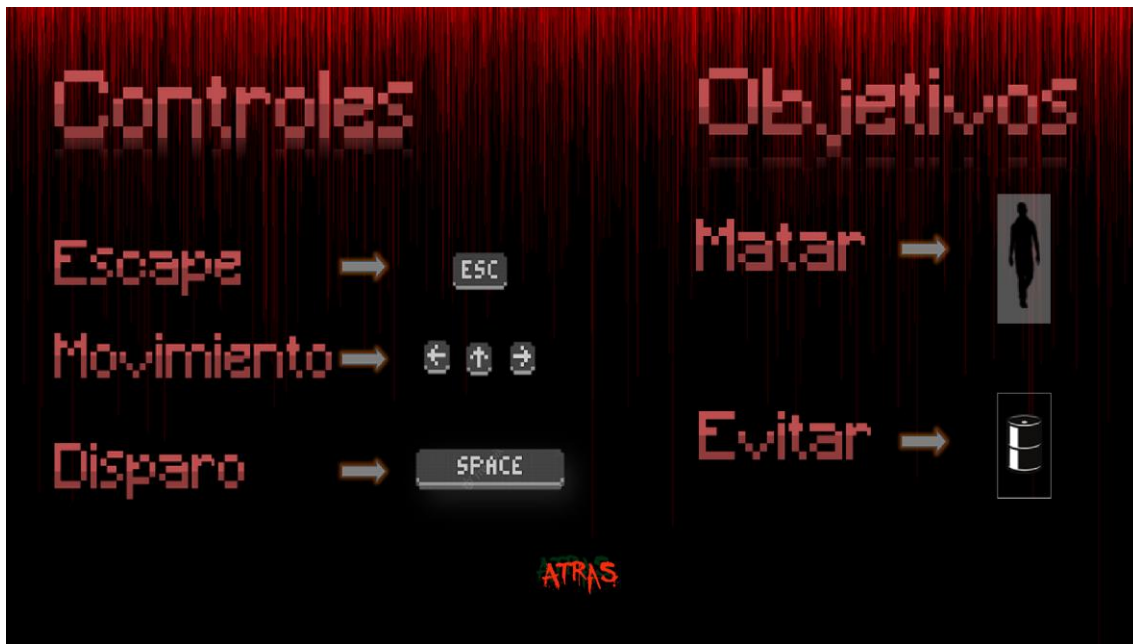 Controles
Escape
ESC
Movimiento
Disparo
SPACE
Objetivos
Matar
Evitar
ATRAS